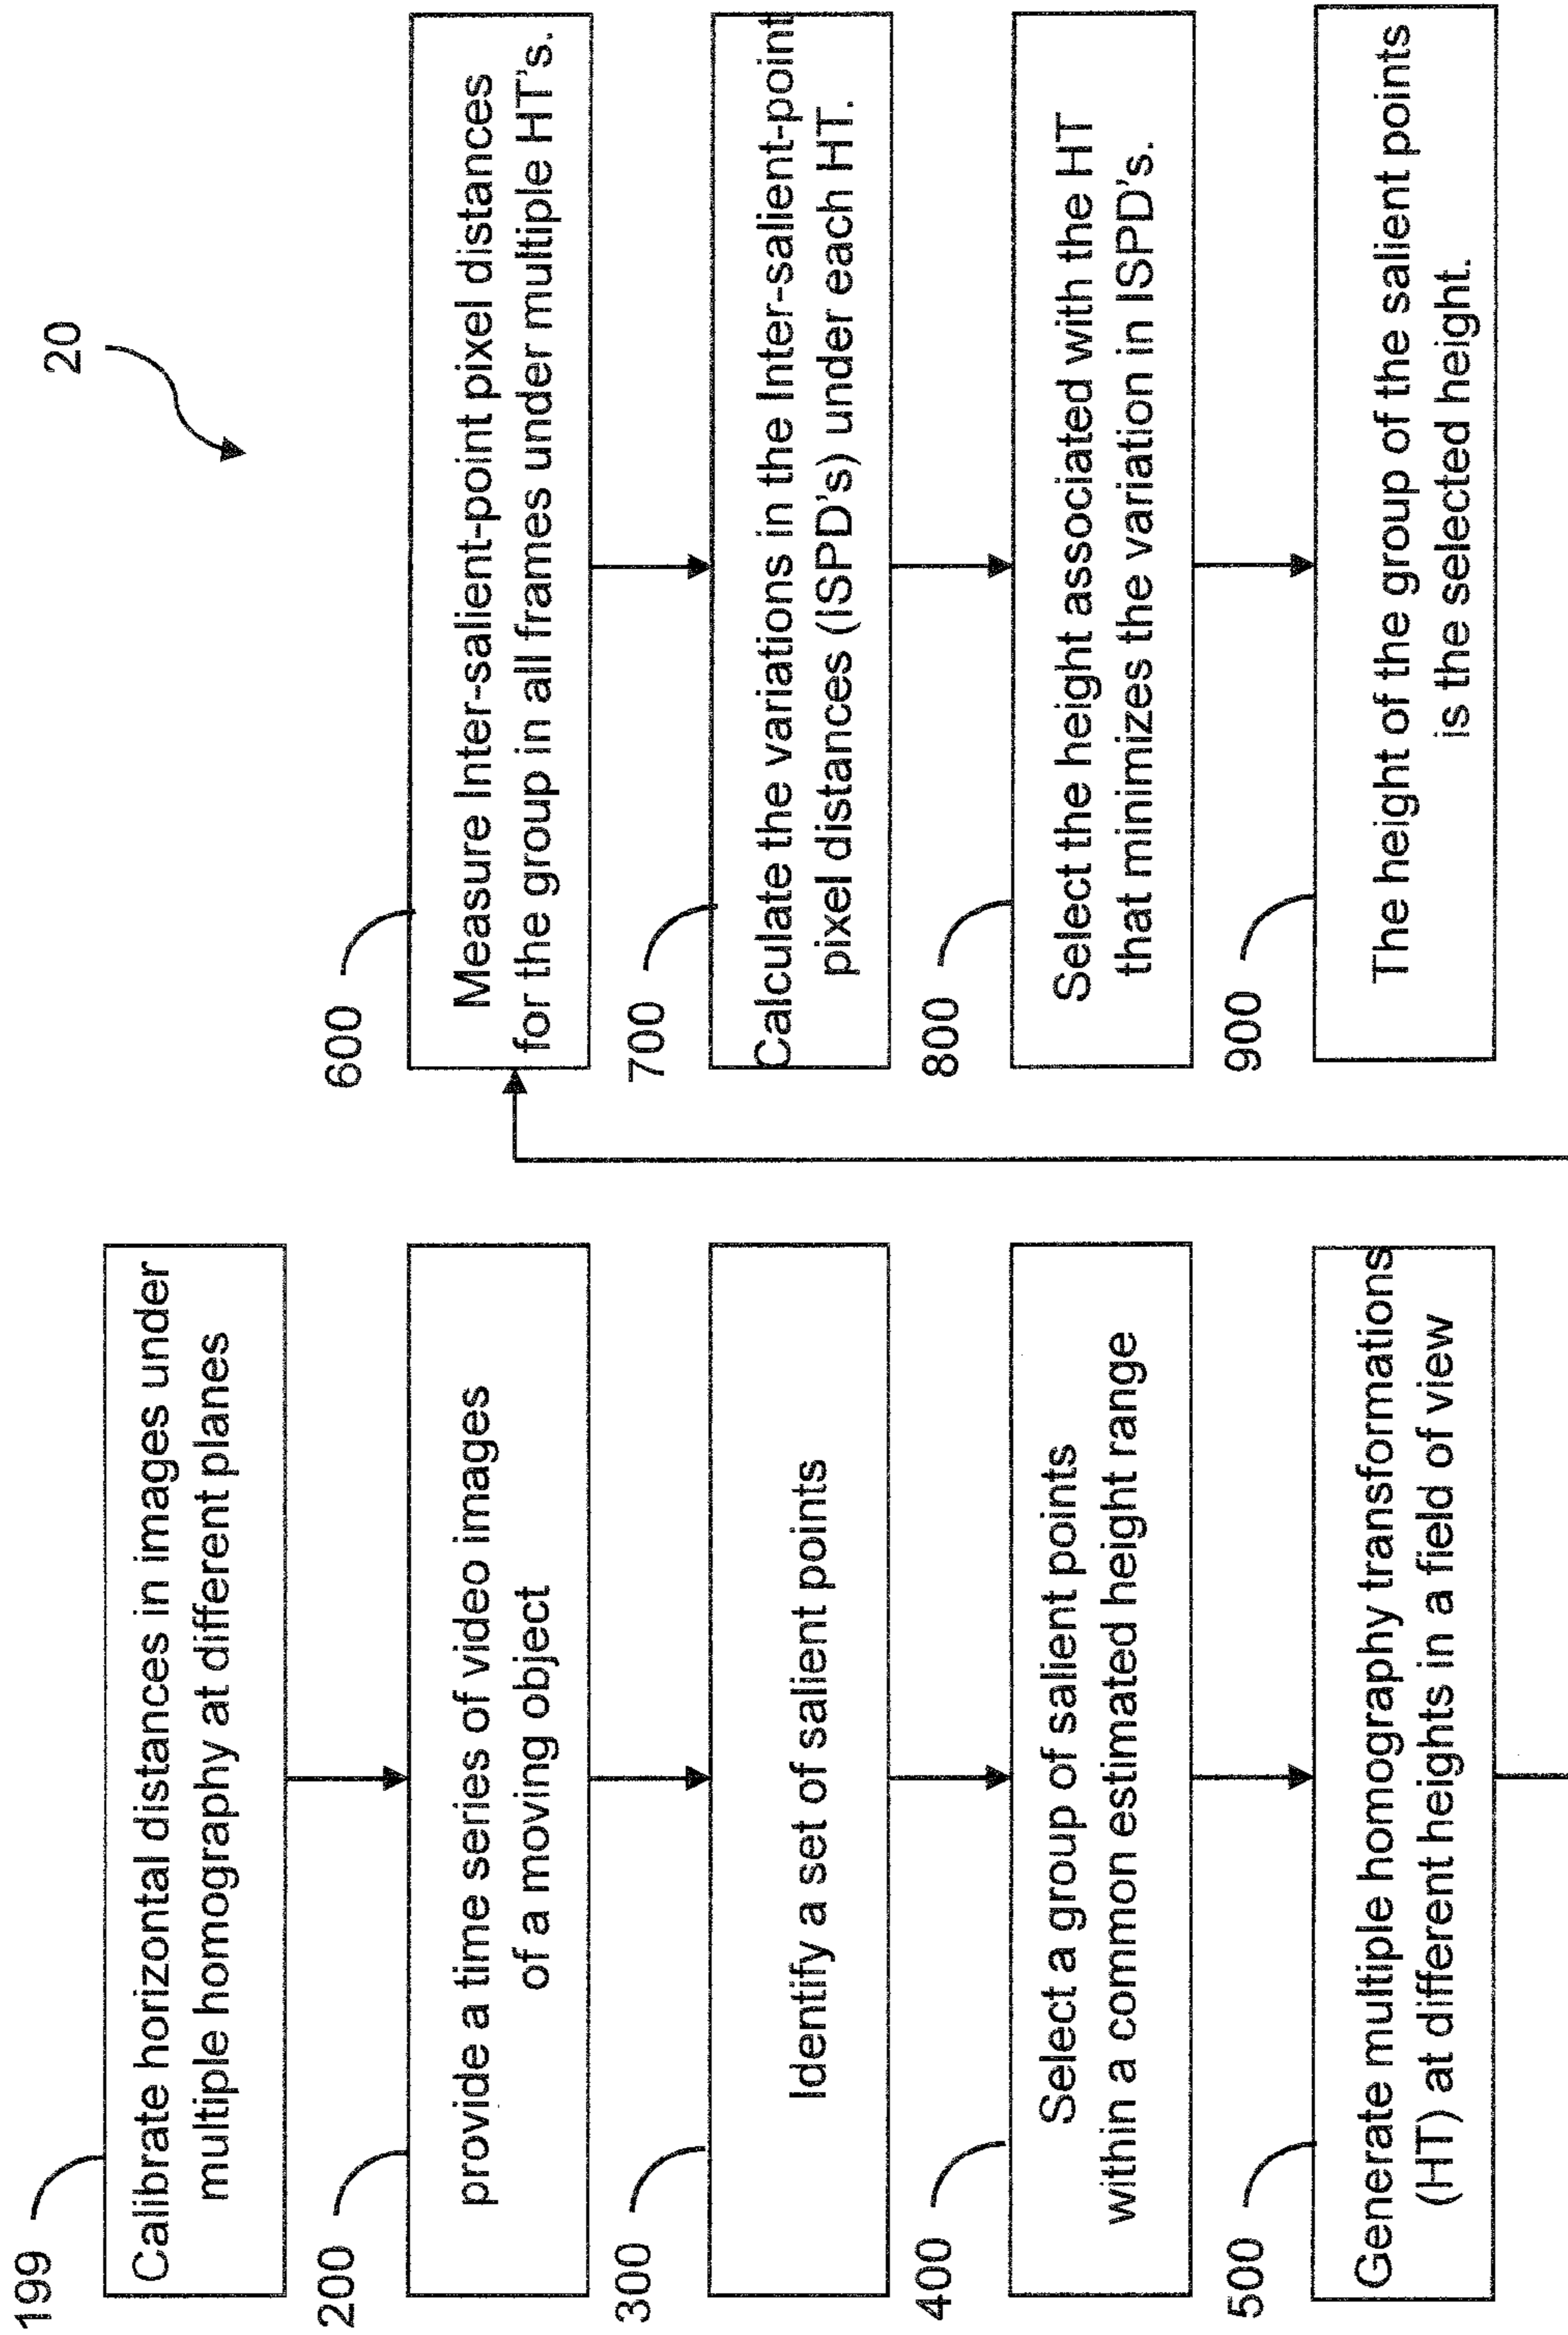 20
199
Calibrate horizontal distances in images under
multiple homography at different planes
200
provide a time series of video images
of a moving object
300
Identify a set of salient points
400
Select a group of salient points
within a common estimated height range
500
Generate multiple homography transformations
(HT) at different heights in a field of view
600
Measure Inter-salient-point pixel distances
for the group in all frames under multiple HT's.
700
Calculate the variations in the Inter-salient-point
pixel distances (ISPD's) under each HT.
800
Select the height associated with the HT
that minimizes the variation in ISPD's.
900
The height of the group of the salient points
is the selected height.